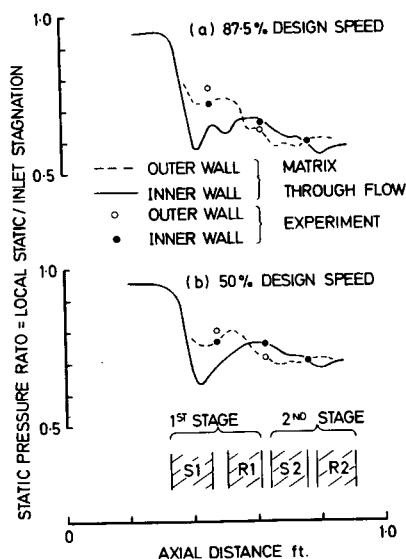 1.0
(a) 87.5% DESIGN SPEED
0.5
OUTER WALL
INNER WALL
MATRIX
THROUGH FLOW
OUTER WALL
INNER WALL
EXPERIMENT
1.0
(b) 50% DESIGN SPEED
0.5
1ST STAGE
2ND STAGE
S1
R1
S2
R2
0
1.0
AXIAL DISTANCE ft.
STATIC PRESSURE RATIO = LOCAL STATIC / INLET STAGNATION